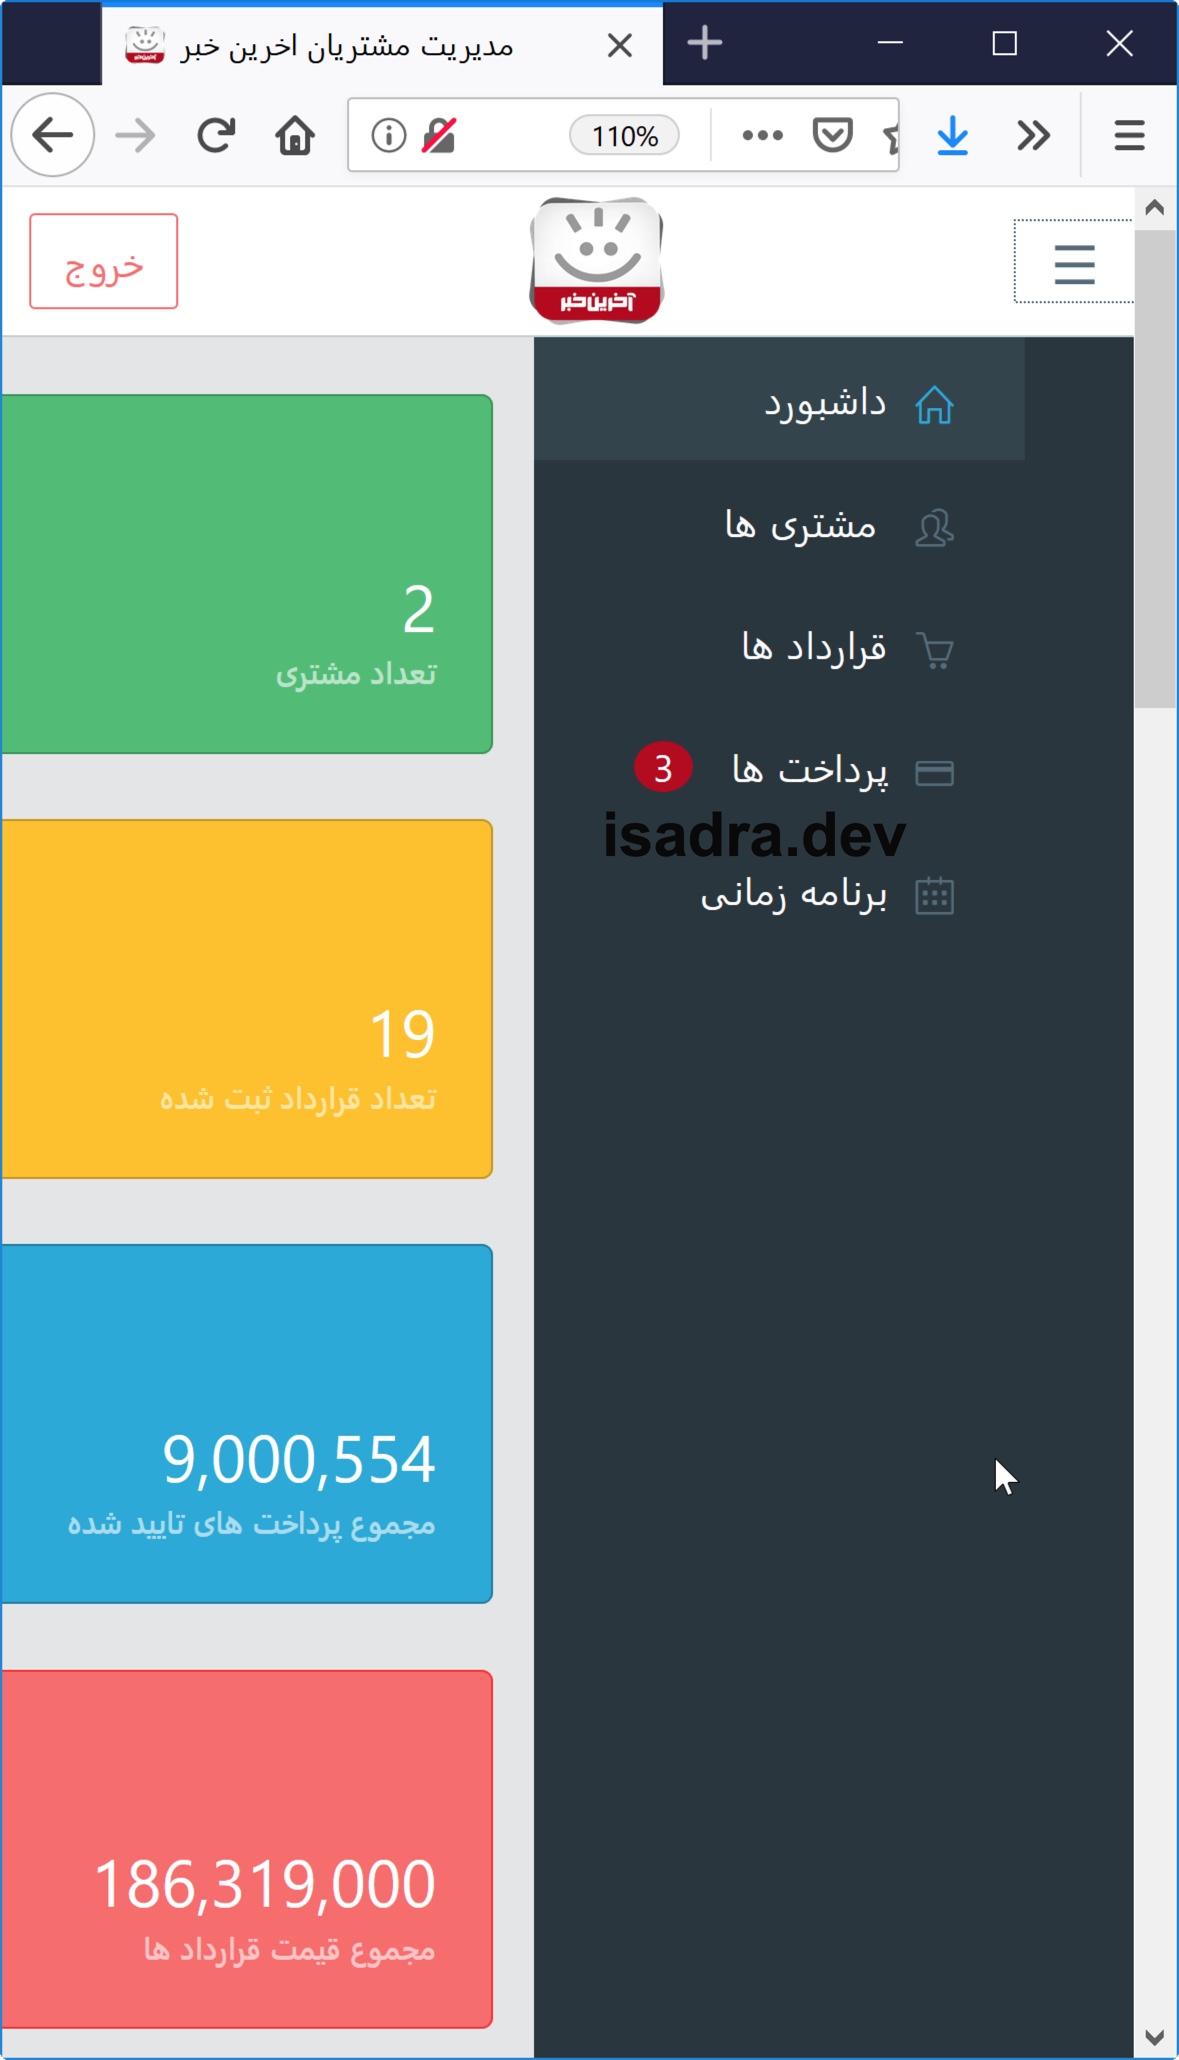 مدیریت مشتریان اخرین خبر
110%
خروج
آخرین‌خبر
داشبورد
مشتری ها
قرارداد ها
پرداخت ها 3
isadra.dev
برنامه زمانی
2
تعداد مشتری
19
تعداد قرارداد ثبت شده
9,000,554
مجموع پرداخت های تایید شده
186,319,000
مجموع قیمت قرارداد ها